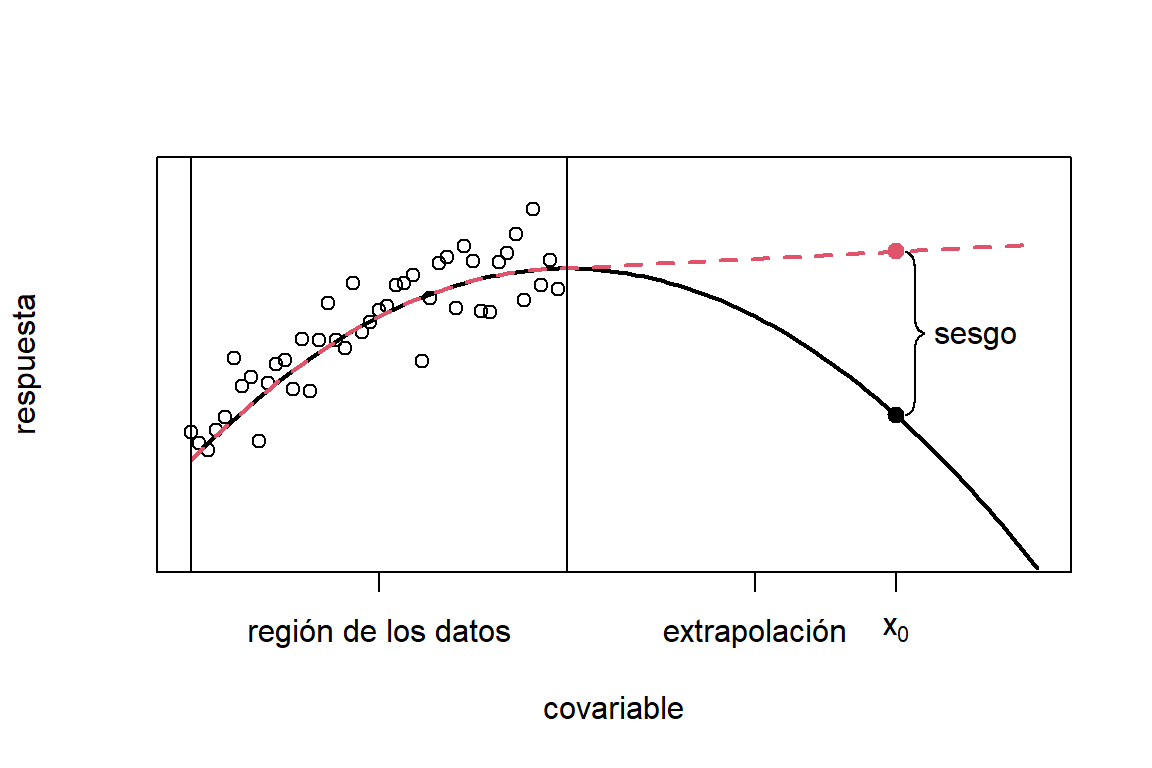 respuesta
sesgo
región de los datos
extrapolación
x₀
covariable